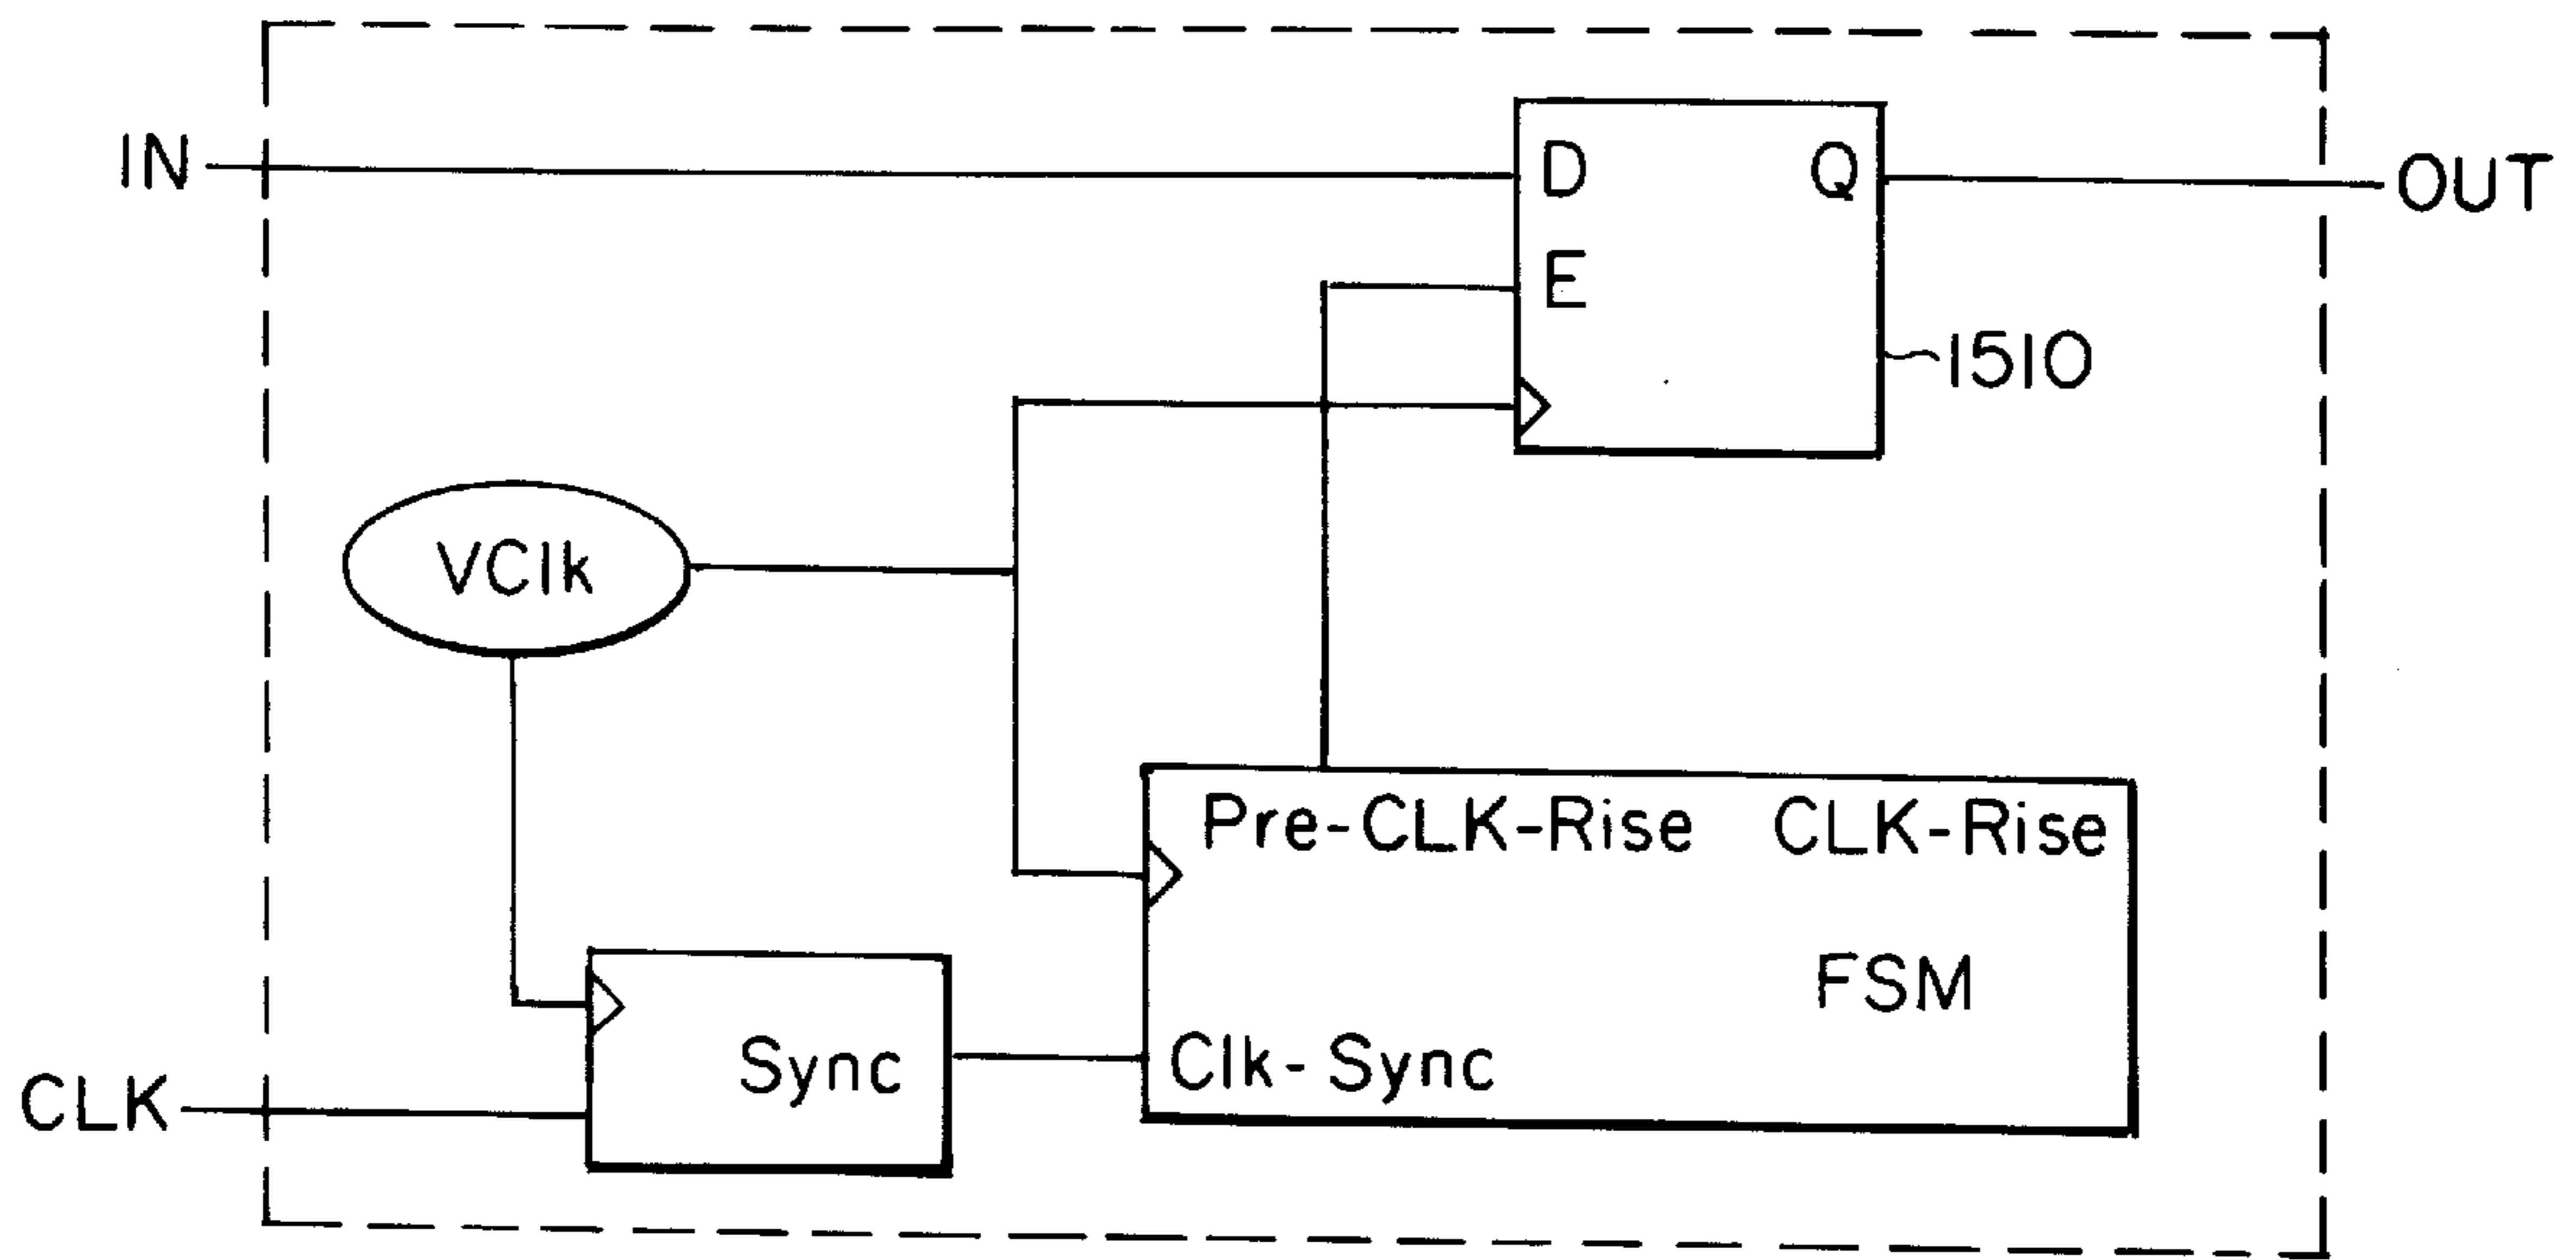 IN
D
Q
OUT
E
1510
VClk
Pre-CLK-Rise
CLK-Rise
FSM
Sync
Clk-Sync
CLK